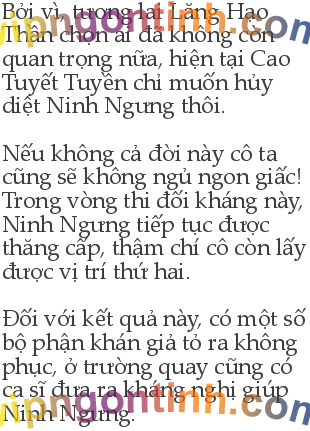 Bởi vì, tương lai Lăng Hạo
Thần chọn ai đã không còn
quan trọng nữa, hiện tại Cao
Tuyết Tuyền chỉ muốn hủy
diệt Ninh Ngưng thôi.
Nếu không cả đời này cô ta
cũng sẽ không ngủ ngon giấc!
Trong vòng thi đối kháng này,
Ninh Ngưng tiếp tục được
thăng cấp, thậm chí cô còn lấy
được vị trí thứ hai.
Đối với kết quả này, có một số
bộ phận khán giả tỏ ra không
phục, ở trường quay cũng có
ca sĩ đưa ra kháng nghị giúp
Ninh Ngưng.